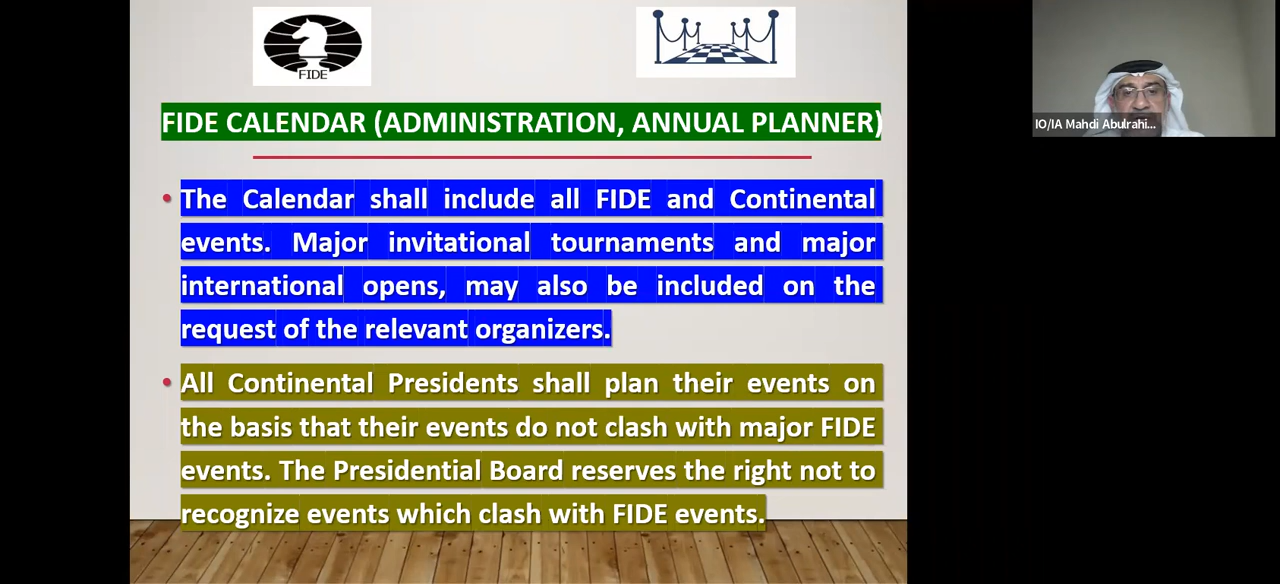 FIDE
FIDE CALENDAR (ADMINISTRATION, ANNUAL PLANNER)
The Calendar shall include all FIDE and Continental
events. Major invitational tournaments and major
international opens, may also be included on the
request of the relevant organizers.
All Continental Presidents shall plan their events on
the basis that their events do not clash with major FIDE
events. The Presidential Board reserves the right not to
recognize events which clash with FIDE events.
IO/IA Mahdi Abulrahi...